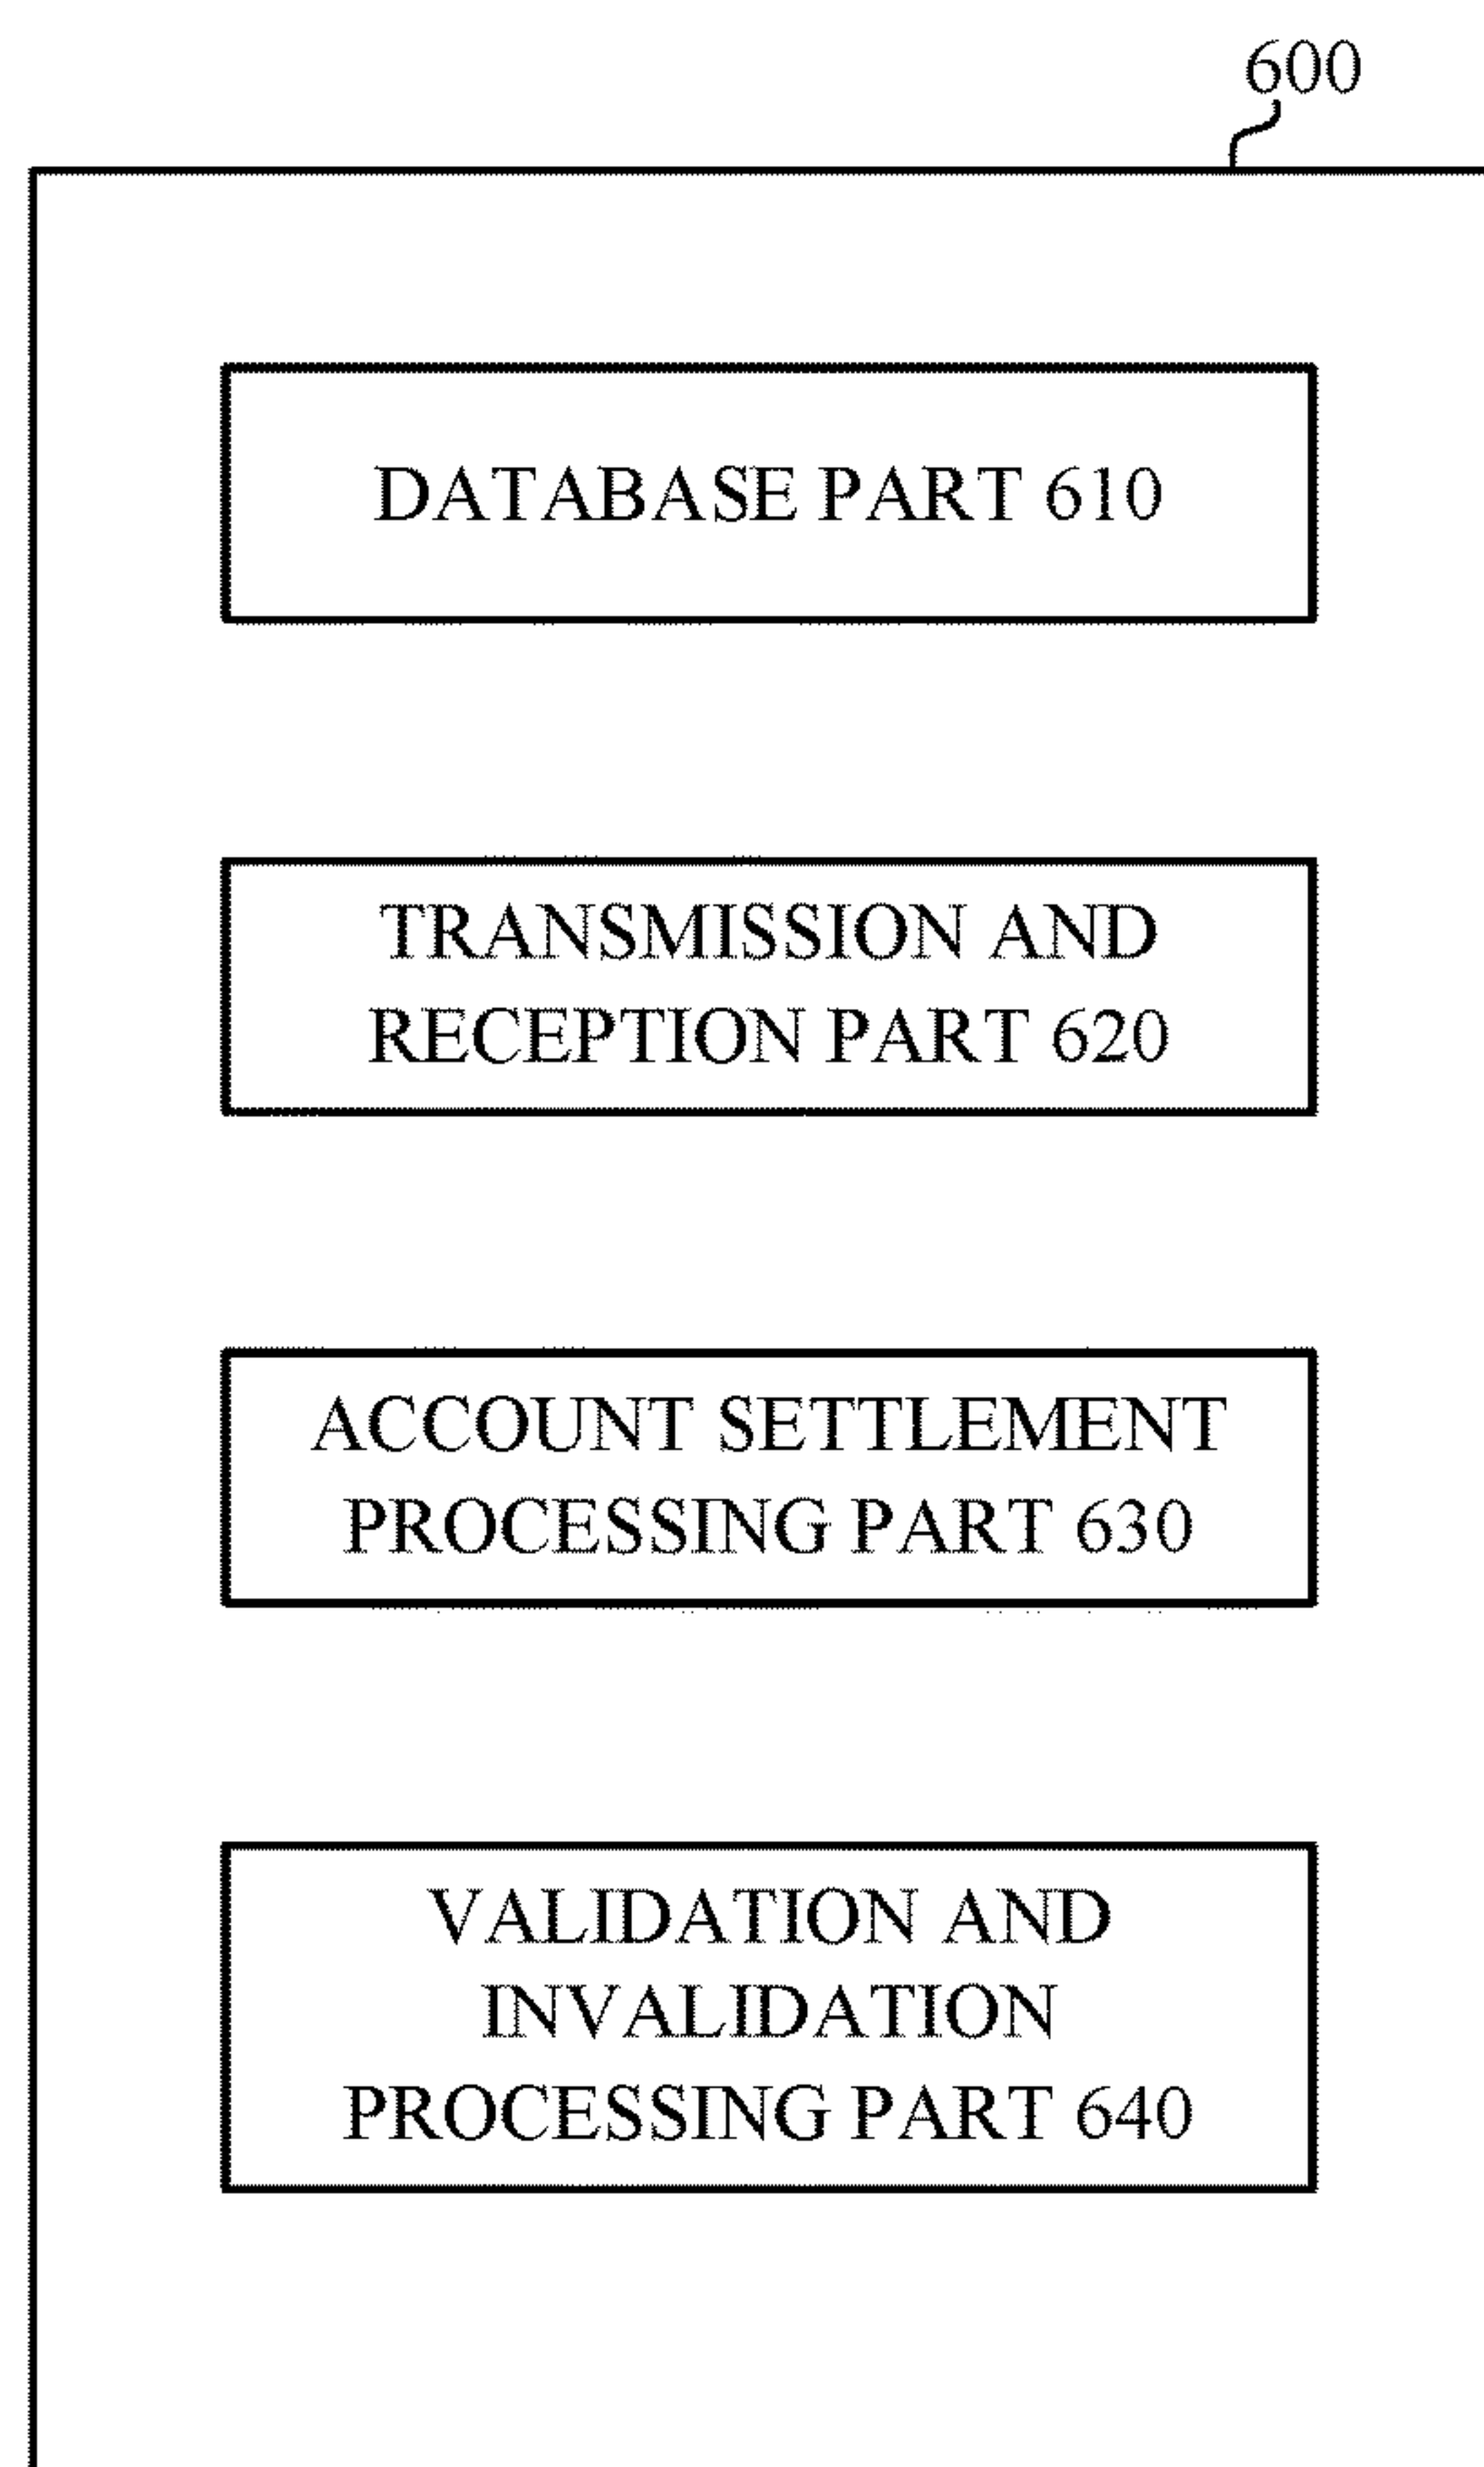 600
DATABASE PART 610
TRANSMISSION AND
RECEPTION PART 620
ACCOUNT SETTLEMENT
PROCESSING PART 630
VALIDATION AND
INVALIDATION
PROCESSING PART 640